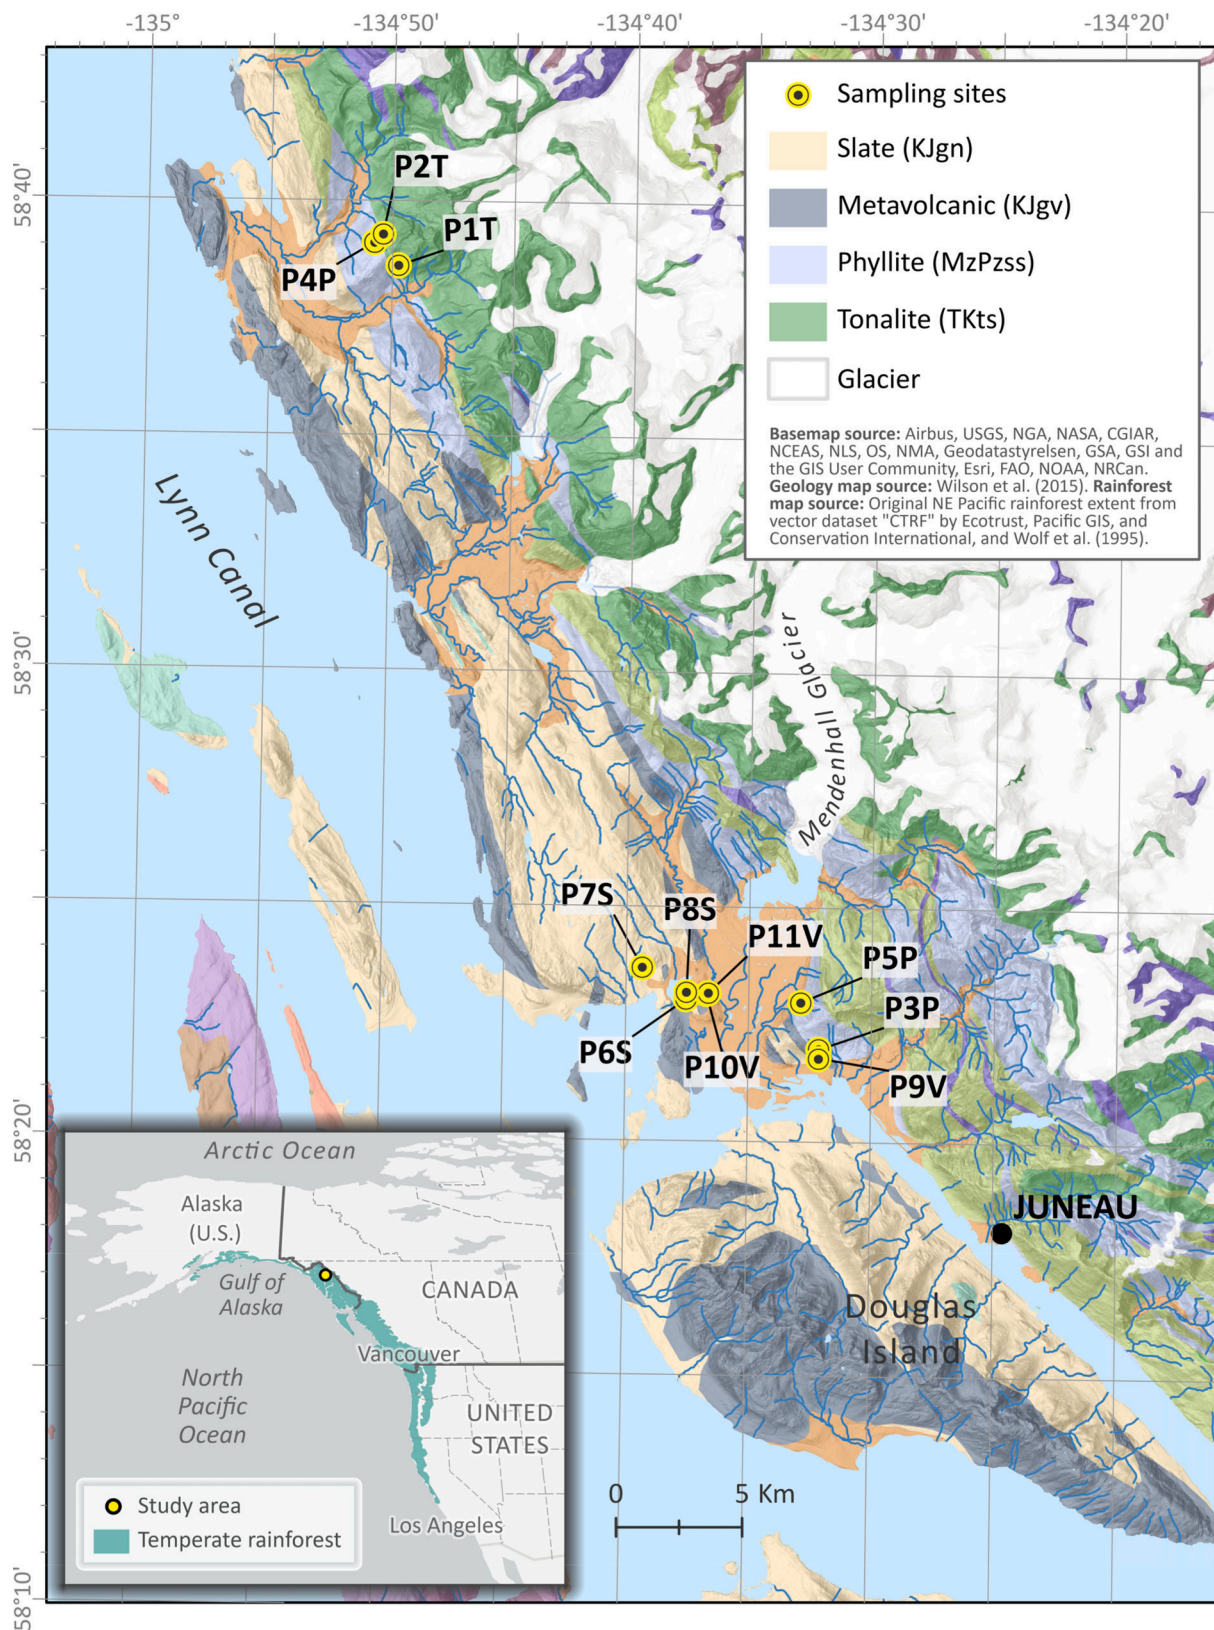 -135°
-134°50'
-134°40'
-134°30'
-134°20'
58°40'
58°30'
58°20'
58°10'
Sampling sites
Slate (KJgn)
Metavolcanic (KJgv)
Phyllite (MzPzss)
Tonalite (TKts)
Glacier
Basemap source: Airbus, USGS, NGA, NASA, CGIAR,
NCEAS, NLS, OS, NMA, Geodatastyrelsen, GSA, GSI and
the GIS User Community, Esri, FAO, NOAA, NRCan.
Geology map source: Wilson et al. (2015). Rainforest
map source: Original NE Pacific rainforest extent from
vector dataset "CTRF" by Ecotrust, Pacific GIS, and
Conservation International, and Wolf et al. (1995).
P2T
P1T
P4P
Lynn Canal
Mendenhall Glacier
P7S
P8S
P11V
P5P
P3P
P6S
P10V
P9V
JUNEAU
Douglas
Island
0 5 Km
Arctic Ocean
Alaska
(U.S.)
Gulf of
Alaska
CANADA
Vancouver
North
Pacific
Ocean
UNITED
STATES
Los Angeles
Study area
Temperate rainforest